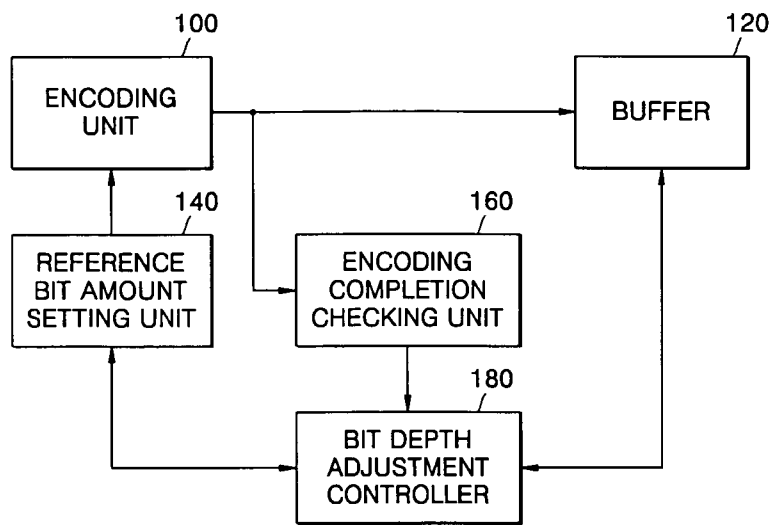 100
ENCODING
UNIT
120
BUFFER
140
REFERENCE
BIT AMOUNT
SETTING UNIT
160
ENCODING
COMPLETION
CHECKING UNIT
180
BIT DEPTH
ADJUSTMENT
CONTROLLER